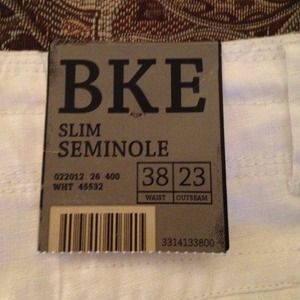 BKE
SLIM
SEMINOLE
022012 26 400
WHT 45532
38 23
WAIST OUTSEAM
3314133800